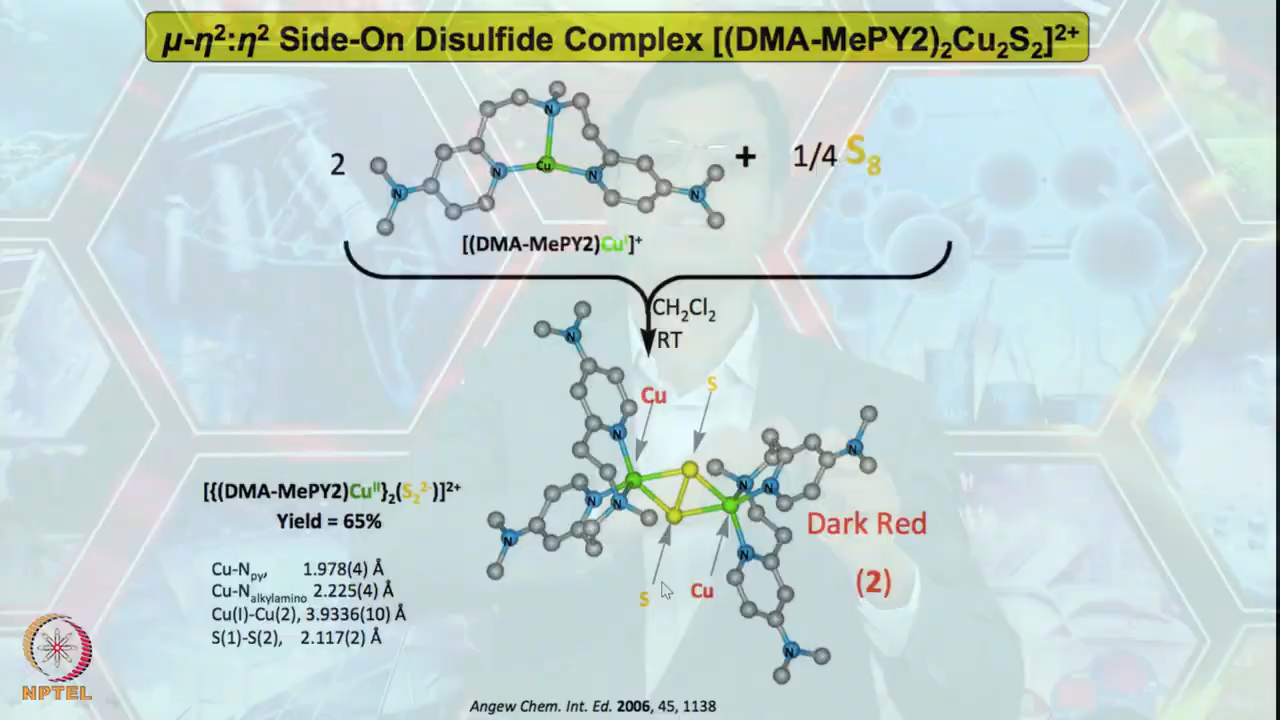 μ-η²:η² Side-On Disulfide Complex [(DMA-MePY2)₂Cu₂S₂]²⁺
N
2
Cu
N
N
N
N
+
1/4 S₈
[(DMA-MePY2)Cuᴵ]⁺
CH₂Cl₂
RT
N
Cu
S
N
N
N
N
N
N
N
N
N
[{(DMA-MePY2)Cuᴵᴵ}₂(S₂²⁻)]²⁺
Yield = 65%
Dark Red
(2)
S
Cu
Cu-Npy, 1.978(4) Å
Cu-Nalkylamino 2.225(4) Å
Cu(I)-Cu(2), 3.9336(10) Å
S(1)-S(2), 2.117(2) Å
NPTEL
Angew Chem. Int. Ed. 2006, 45, 1138